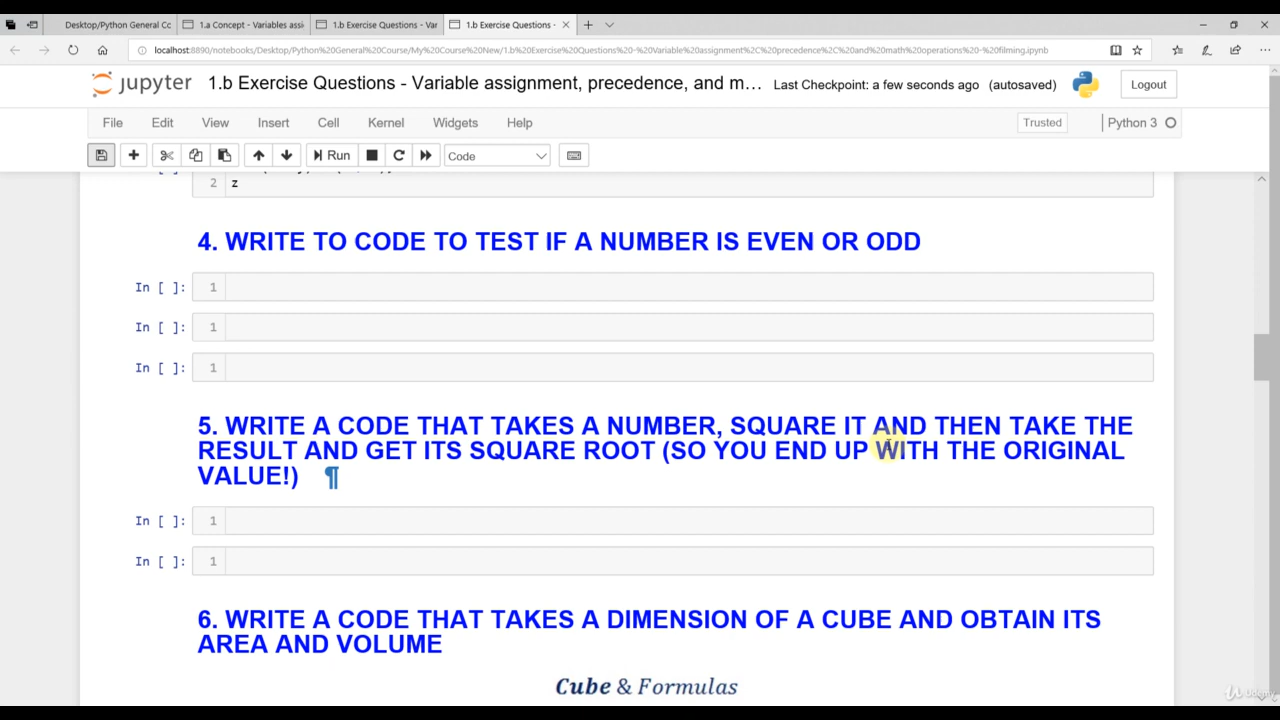 Desktop/Python General Cc
1.a Concept - Variables assi
1.b Exercise Questions - Var
1.b Exercise Questions -
localhost:8890/notebooks/Desktop/Python%20General%20Course/My%20Course%20New/1.b%20Exercise%20Questions%20-%20Variable%20assignment%2C%20precedence%2C%20and%20math%20operations%20-%20filming.ipynb
jupyter
1.b Exercise Questions - Variable assignment, precedence, and m...
Last Checkpoint: a few seconds ago (autosaved)
Logout
File Edit View Insert Cell Kernel Widgets Help
Trusted
Python 3
Run
Code
2 z
4. WRITE TO CODE TO TEST IF A NUMBER IS EVEN OR ODD
In [ ]: 1
In [ ]: 1
In [ ]: 1
5. WRITE A CODE THAT TAKES A NUMBER, SQUARE IT AND THEN TAKE THE
RESULT AND GET ITS SQUARE ROOT (SO YOU END UP WITH THE ORIGINAL
VALUE!) ¶
In [ ]: 1
In [ ]: 1
6. WRITE A CODE THAT TAKES A DIMENSION OF A CUBE AND OBTAIN ITS
AREA AND VOLUME
Cube & Formulas
Udemy